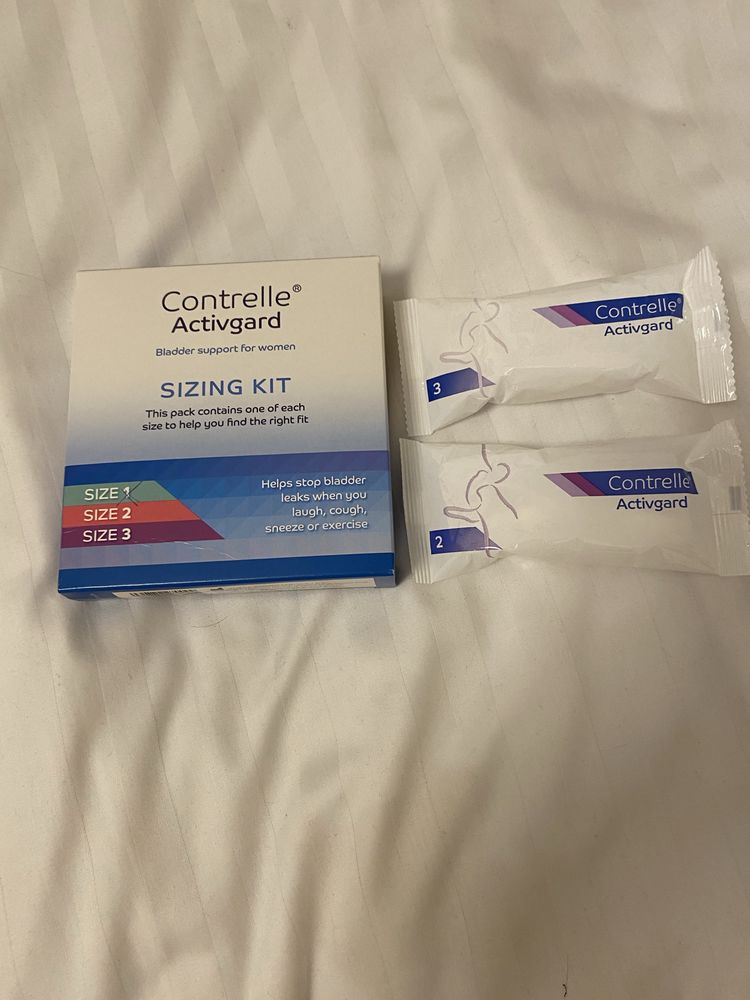 Contrelle®
Activgard
Bladder support for women
SIZING KIT
This pack contains one of each
size to help you find the right fit
SIZE 1
SIZE 2
SIZE 3
Helps stop bladder
leaks when you
laugh, cough,
sneeze or exercise
Contrelle®
Activgard
3
Contrelle
Activgard
2